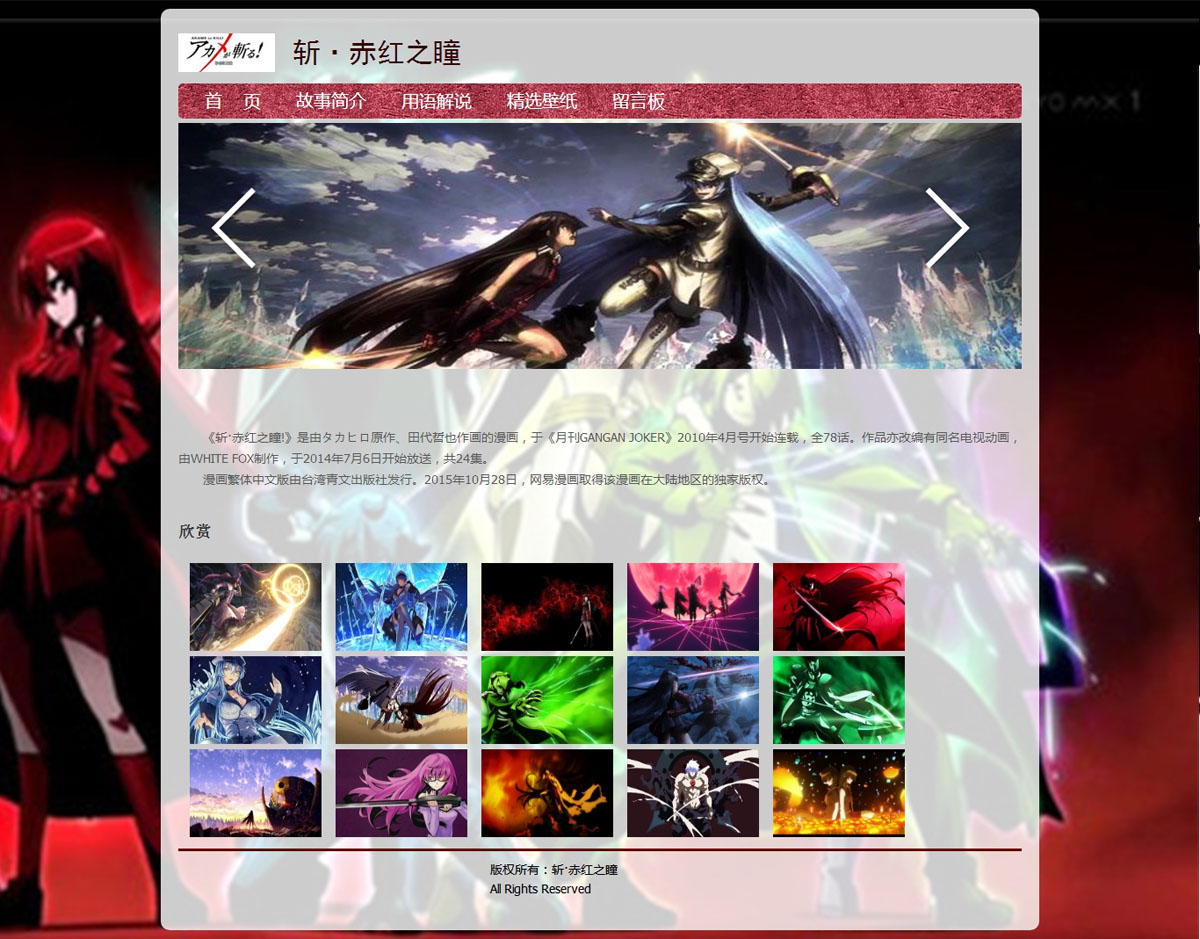 アカメが斬る!
斩·赤红之瞳
首 页 故事简介 用语解说 精选壁纸 留言板
ro mx 1
《斩·赤红之瞳!》是由タカヒロ原作、田代哲也作画的漫画，于《月刊GANGAN JOKER》2010年4月号开始连载，全78话。作品亦改编有同名电视动画，
由WHITE FOX制作，于2014年7月6日开始放送，共24集。
漫画繁体中文版由台湾青文出版社发行。2015年10月28日，网易漫画取得该漫画在大陆地区的独家版权。
欣赏
版权所有：斩·赤红之瞳
All Rights Reserved